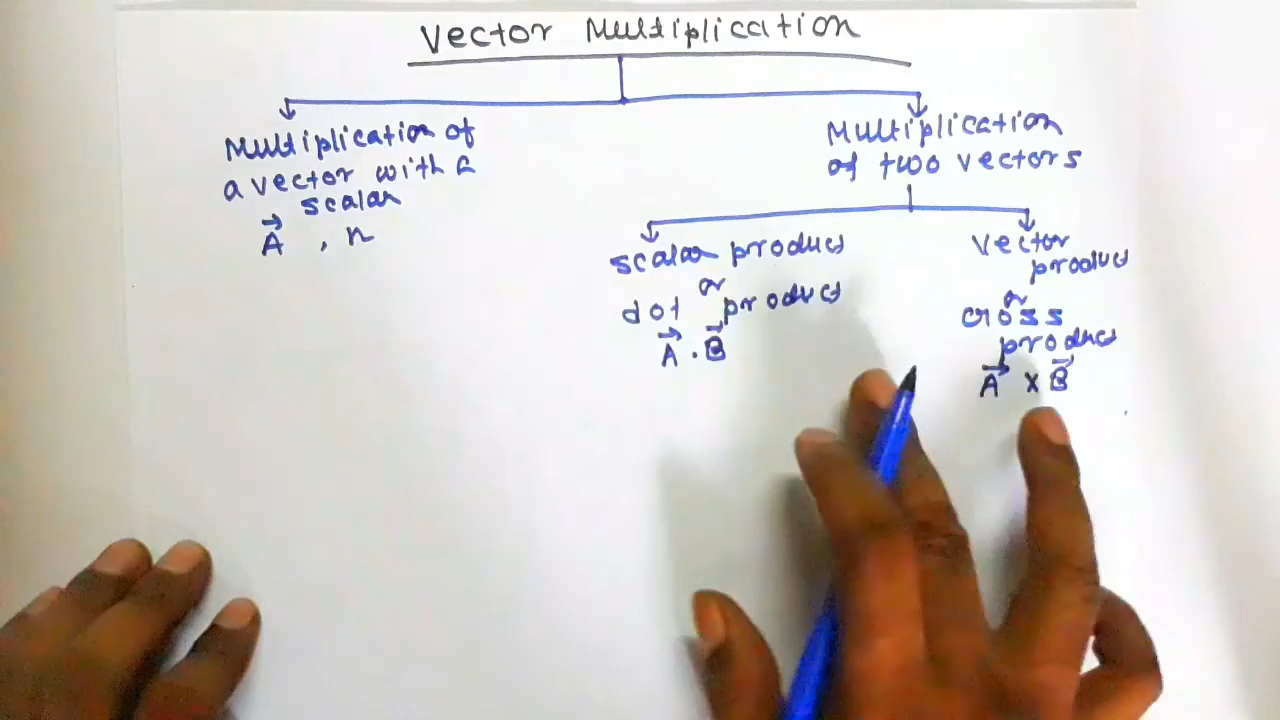 Vector Multiplication
Multiplication of
a vector with a
scalar
A⃗ , n
Multiplication
of two vectors
scalar product
or
dot product
A⃗ . B⃗
Vector
product
or
cross
product
A⃗ x B⃗